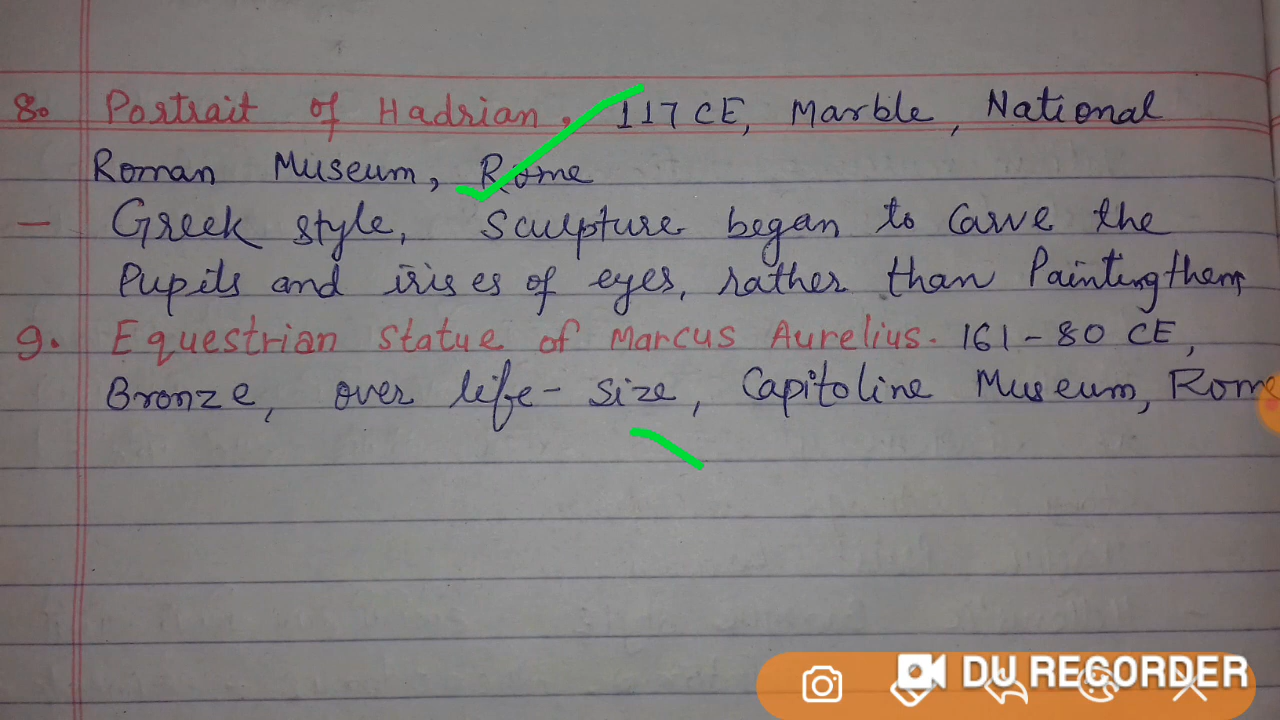 8. Portrait of Hadrian, 117 CE, Marble, National
Roman Museum, Rome
- Greek style, Sculpture began to carve the
Pupils and irises of eyes, rather than Painting them,
9. Equestrian statue of Marcus Aurelius. 161-80 CE,
Bronze, over life-size, Capitoline Museum, Rome
DU RECORDER